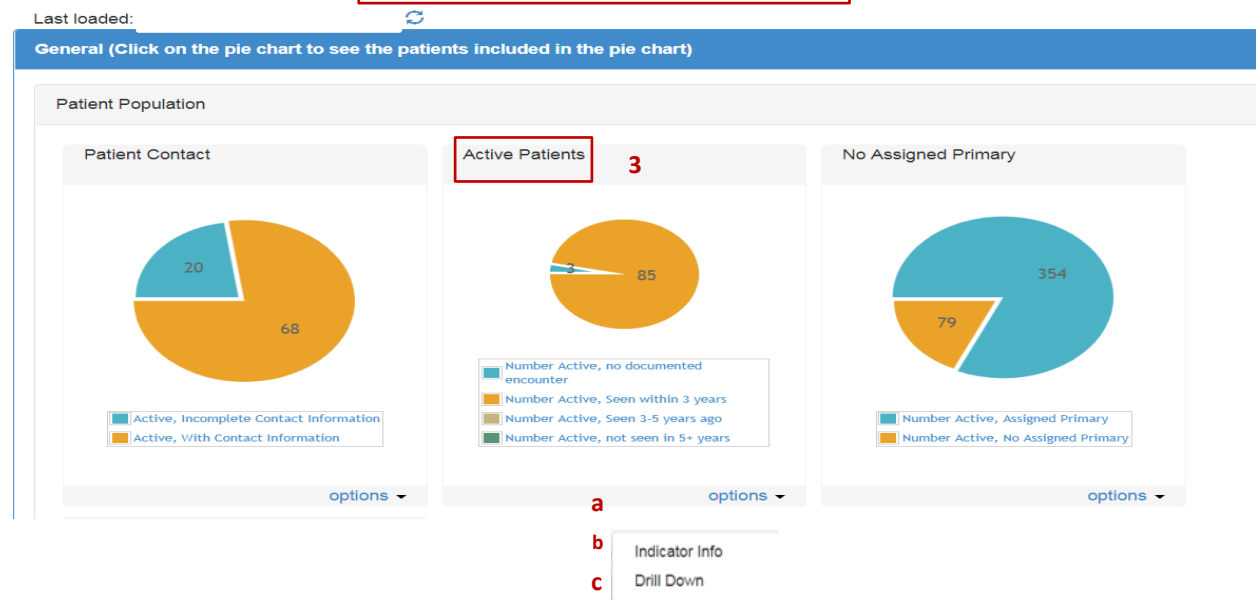 Last loaded:
General (Click on the pie chart to see the patients included in the pie chart)
Patient Population
Patient Contact
20
68
Active, Incomplete Contact Information
Active, With Contact Information
options
Active Patients
3
3
85
Number Active, no documented
encounter
Number Active, Seen within 3 years
Number Active, Seen 3-5 years ago
Number Active, not seen in 5+ years
a
options
No Assigned Primary
354
79
Number Active, Assigned Primary
Number Active, No Assigned Primary
options
b
Indicator Info
c
Drill Down